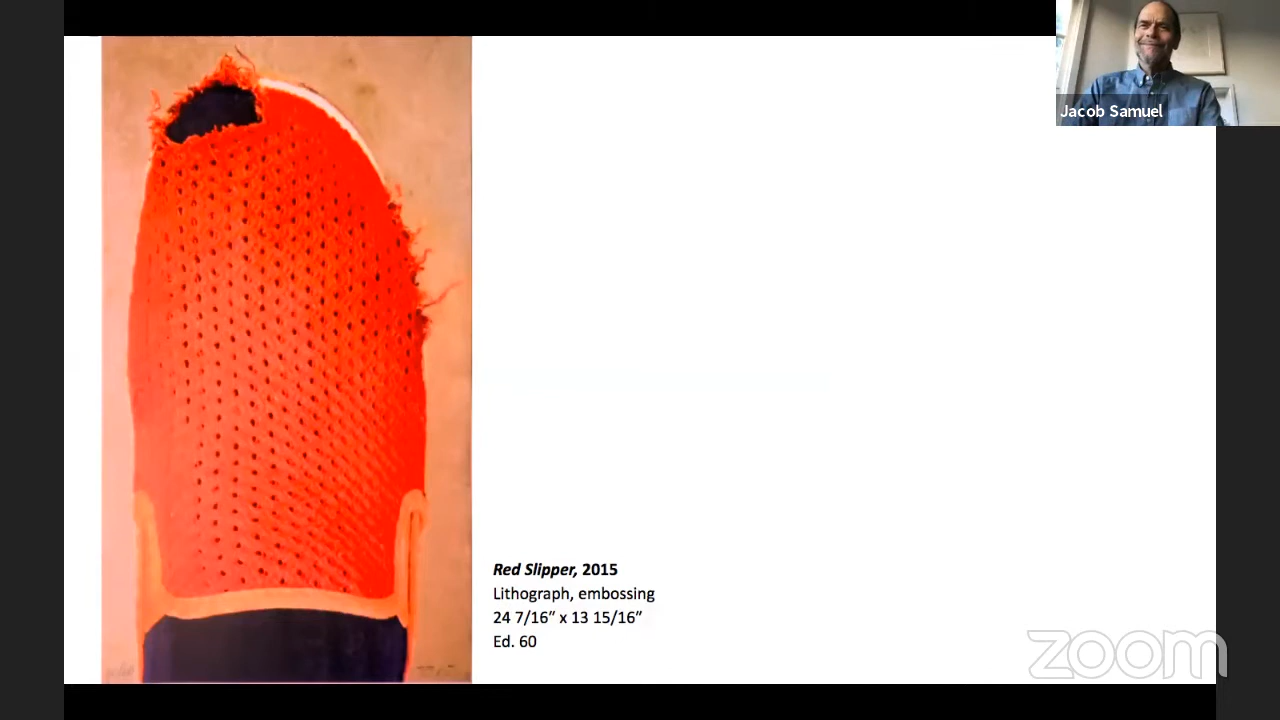 Jacob Samuel
Red Slipper, 2015
Lithograph, embossing
24 7/16” x 13 15/16”
Ed. 60
zoom